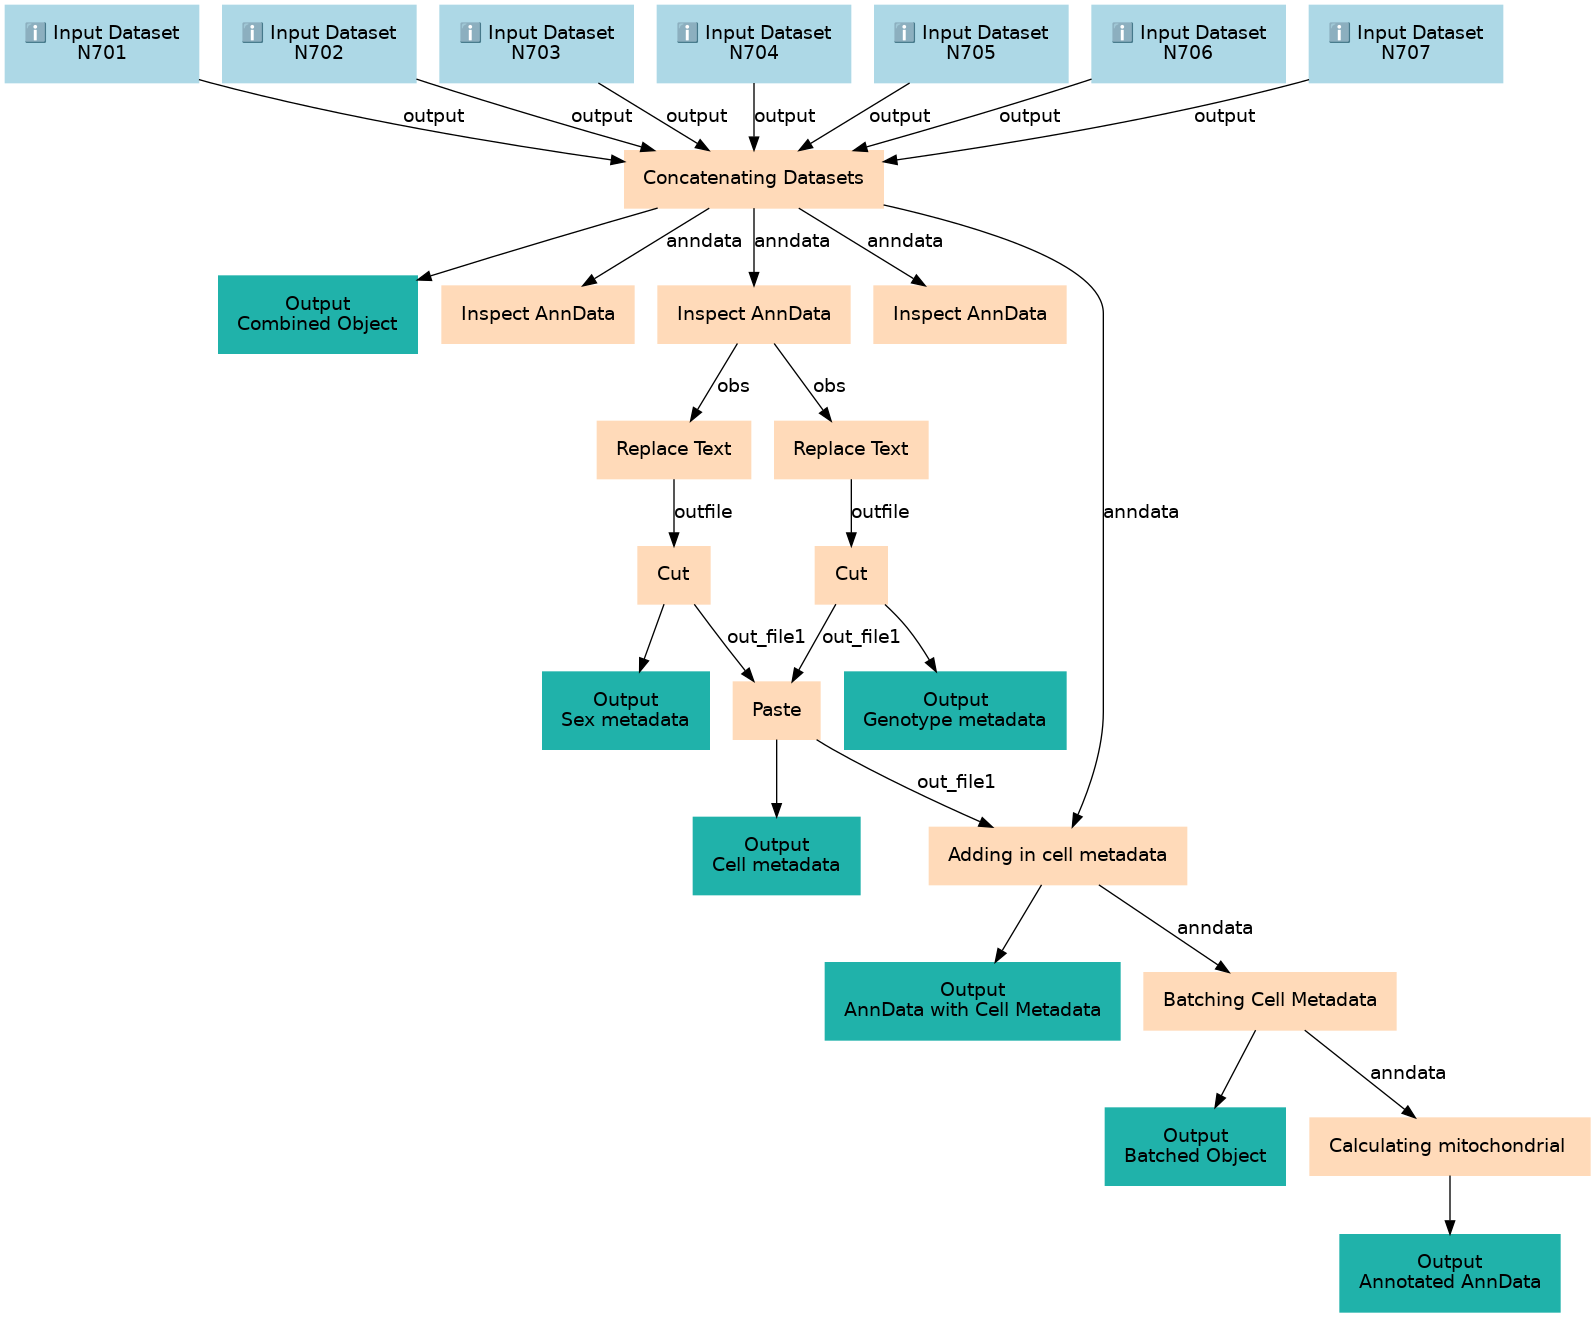 ℹ️ Input Dataset
N701
ℹ️ Input Dataset
N702
ℹ️ Input Dataset
N703
ℹ️ Input Dataset
N704
ℹ️ Input Dataset
N705
ℹ️ Input Dataset
N706
ℹ️ Input Dataset
N707
output
output
output
output
output
output
output
Concatenating Datasets
anndata
anndata
anndata
Output
Combined Object
Inspect AnnData
Inspect AnnData
Inspect AnnData
obs
obs
Replace Text
Replace Text
outfile
outfile
anndata
Cut
Cut
out_file1
out_file1
Output
Sex metadata
Paste
Output
Genotype metadata
out_file1
Output
Cell metadata
Adding in cell metadata
anndata
Output
AnnData with Cell Metadata
Batching Cell Metadata
anndata
Output
Batched Object
Calculating mitochondrial
Output
Annotated AnnData